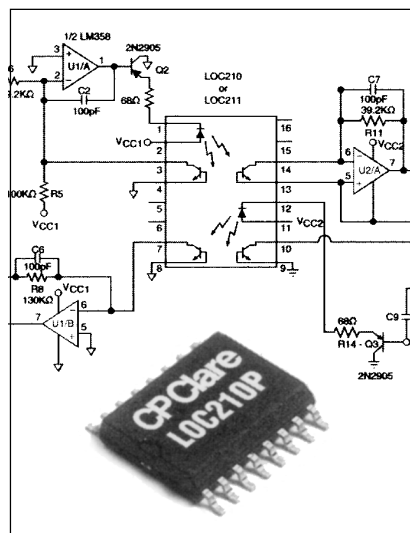 1/2 LM358
2N2905
3
U1/A
1
2
Q2
9.2KΩ
C2
100pF
68Ω
LOC210
or
LOC211
C7
100pF
39.2KΩ
R11
VCC1
1
2
3
4
5
6
7
8
16
15
14
13
12
11
10
9
6
5
U2/A
7
VCC2
VCC2
100KΩ
R5
VCC1
C6
100pF
R8
130KΩ
VCC1
7
U1/B
6
5
68Ω
R14
Q3
2N2905
C9
CPClare
LOC210P